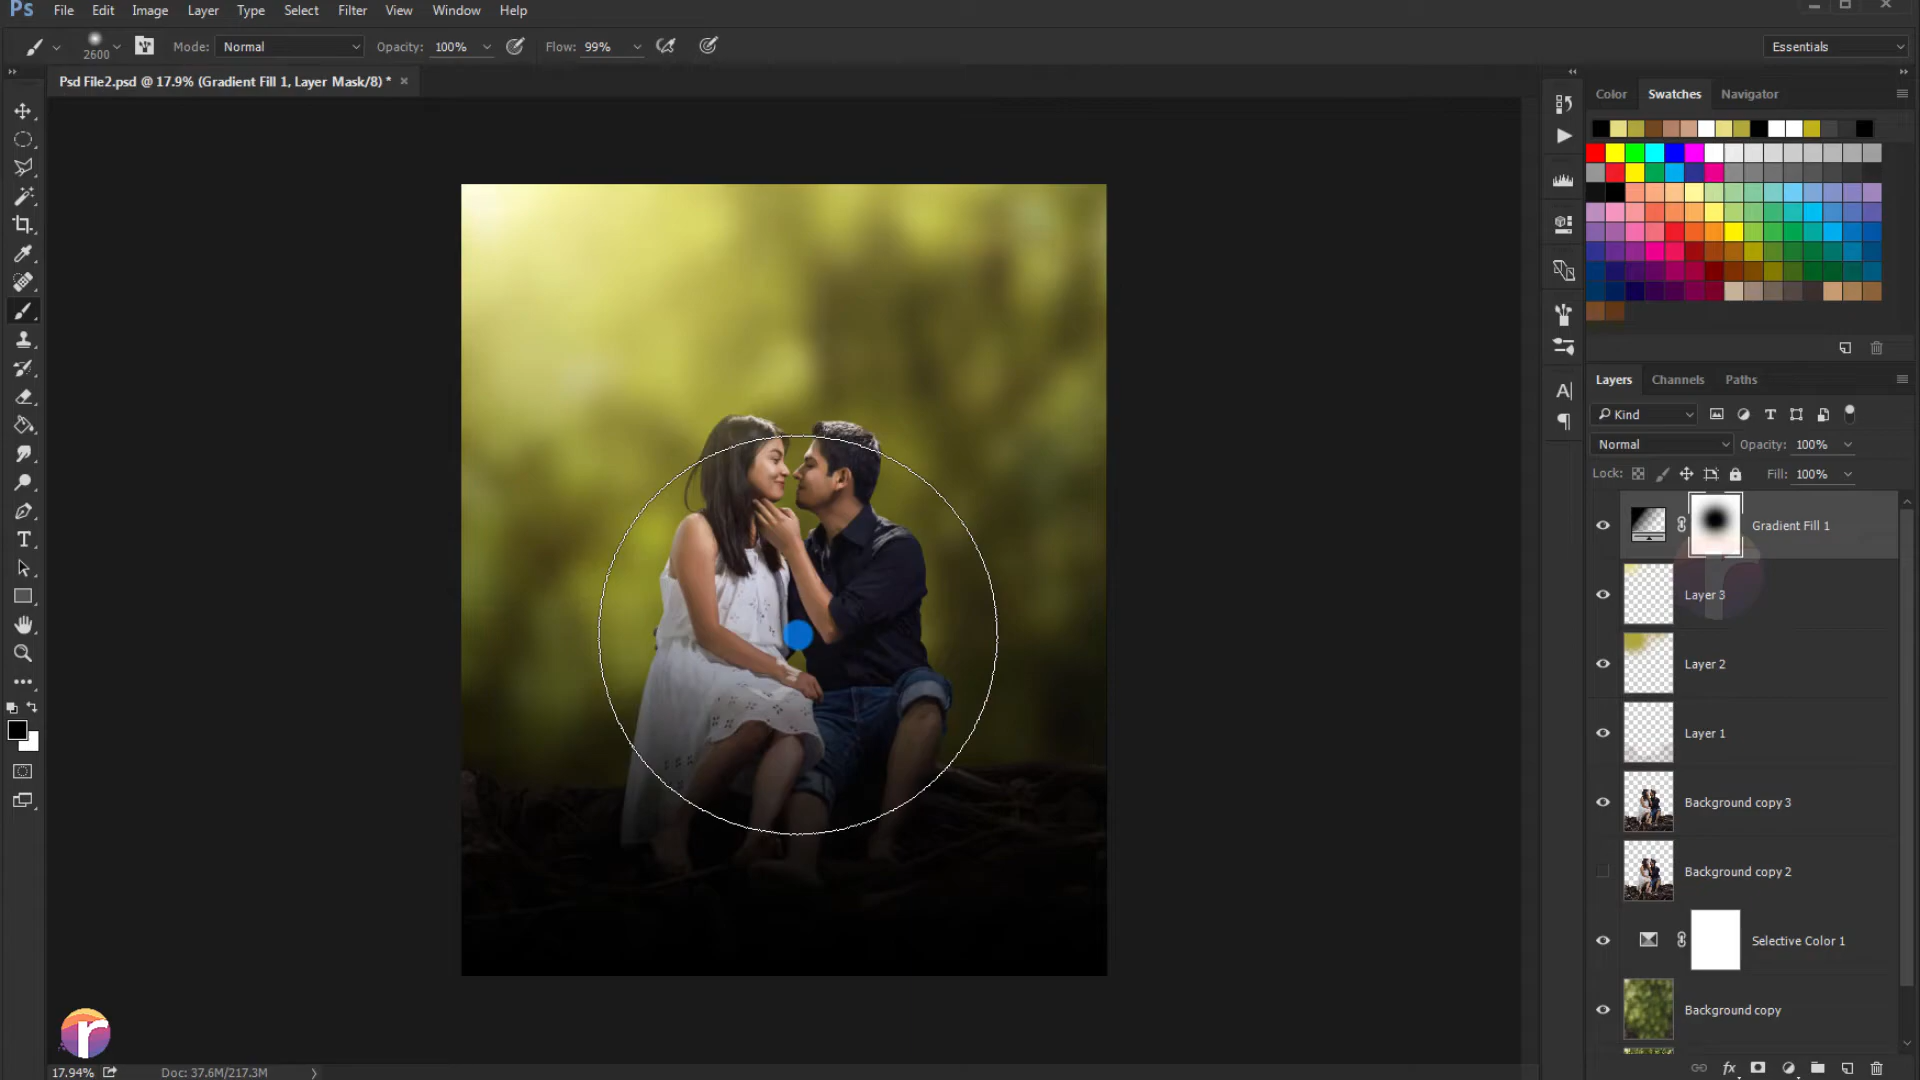 Ps File Edit Image Layer Type Select Filter View Window Help
2600 Mode: Normal Opacity: 100% Flow: 99% Essentials
Psd File2.psd @ 17.9% (Gradient Fill 1, Layer Mask/8) * ×
Color Swatches Navigator
Layers Channels Paths
Kind
Normal Opacity: 100%
Lock: Fill: 100%
Gradient Fill 1
Layer 3
Layer 2
Layer 1
Background copy 3
Background copy 2
Selective Color 1
Background copy
r
17.94% Doc: 37.6M/217.3M